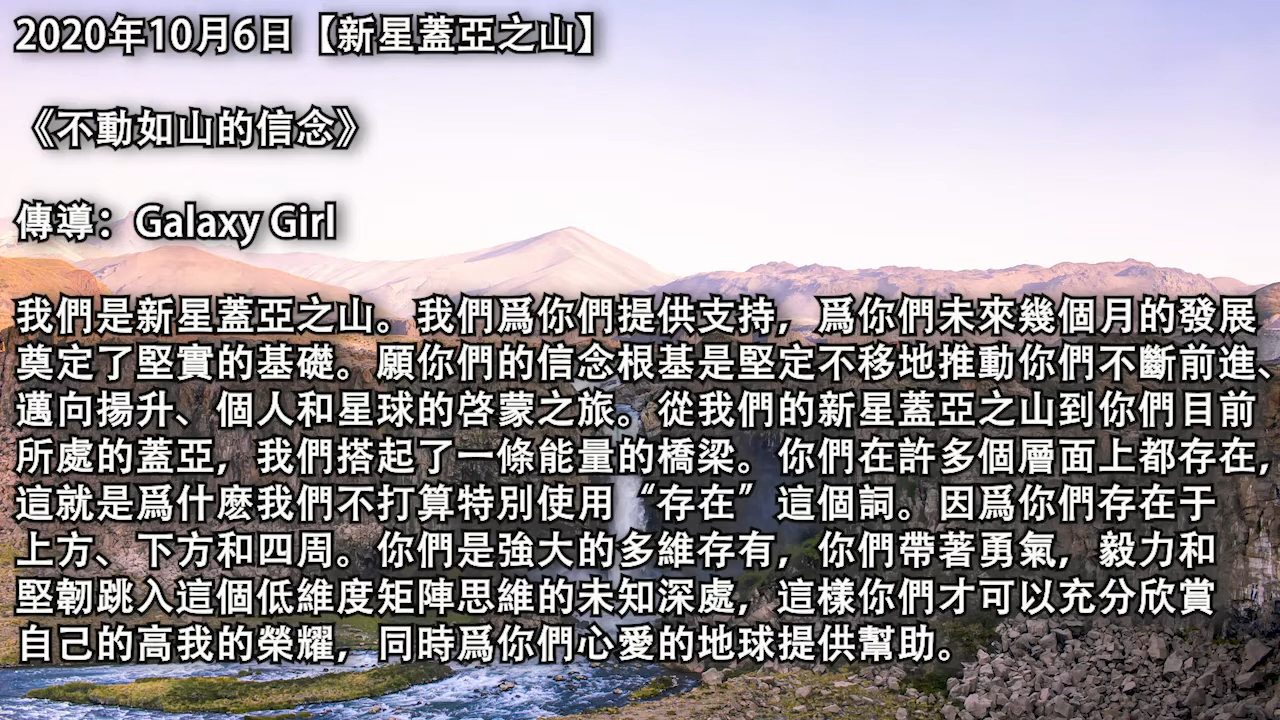 2020年10月6日【新星蓋亞之山】
《不動如山的信念》
傳導：Galaxy Girl
我們是新星蓋亞之山。我們爲你們提供支持，爲你們未來幾個月的發展
奠定了堅實的基礎。願你們的信念根基是堅定不移地推動你們不斷前進、
邁向揚升、個人和星球的啓蒙之旅。從我們的新星蓋亞之山到你們目前
所處的蓋亞，我們搭起了一條能量的橋梁。你們在許多個層面上都存在，
這就是爲什麽我們不打算特別使用“存在”這個詞。因爲你們存在于
上方、下方和四周。你們是強大的多維存有，你們帶著勇氣，毅力和
堅韌跳入這個低維度矩陣思維的未知深處，這樣你們才可以充分欣賞
自己的高我的榮耀，同時爲你們心愛的地球提供幫助。